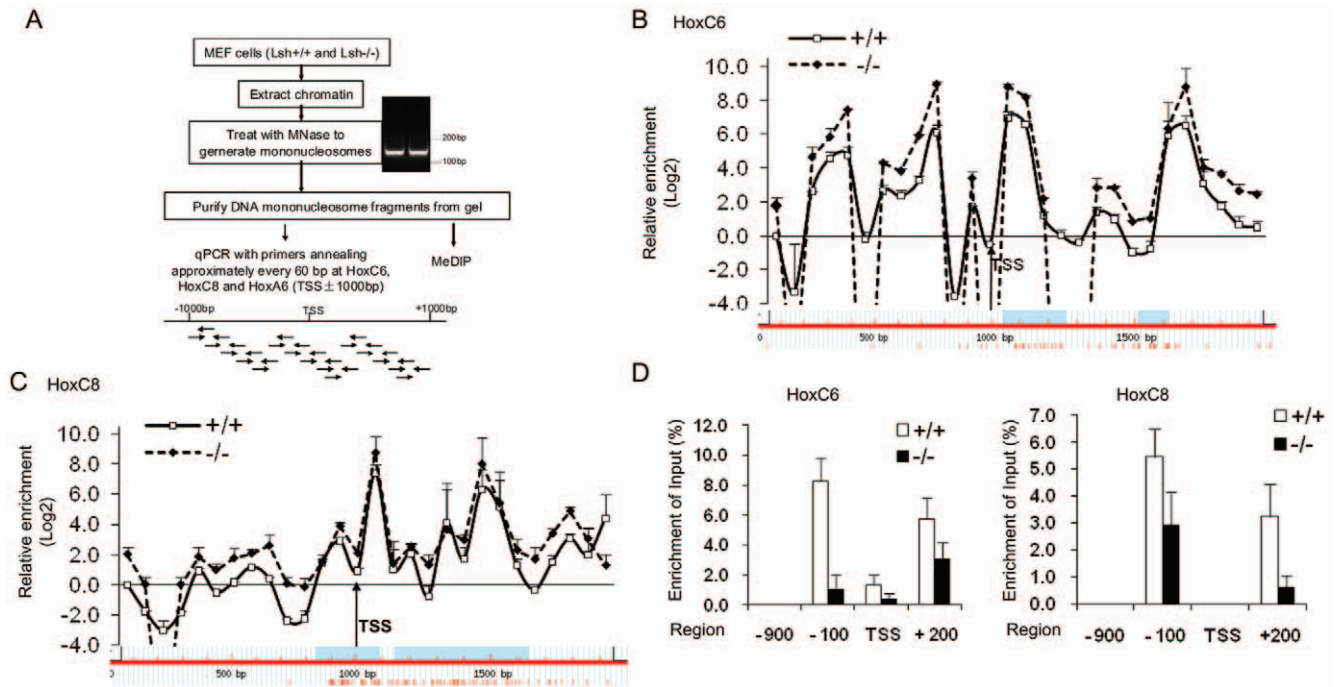 A
MEF cells (Lsh+/+ and Lsh-/-)
Extract chromatin
Treat with MNase to
gernerate mononucleosomes
200bp
100bp
Purify DNA mononucleosome fragments from gel
qPCR with primers annealing
approximately every 60 bp at HoxC6,
HoxC8 and HoxA6 (TSS±1000bp)
MeDIP
-1000bp
TSS
+1000bp
B
HoxC6
+/+
-/-
Relative enrichment
(Log2)
10.0
8.0
6.0
4.0
2.0
0.0
-2.0
-4.0
TSS
0
500 bp
1000 bp
1500 bp
C
HoxC8
+/+
-/-
Relative enrichment
(Log2)
10.0
8.0
6.0
4.0
2.0
0.0
-2.0
-4.0
TSS
0
500 bp
1000 bp
1500 bp
D
HoxC6
+/+
-/-
Enrichment of Input (%)
12.0
10.0
8.0
6.0
4.0
2.0
0.0
Region
-900 -100 TSS +200
HoxC8
+/+
-/-
Enrichment of Input (%)
7.0
6.0
5.0
4.0
3.0
2.0
1.0
0.0
Region
-900 -100 TSS +200